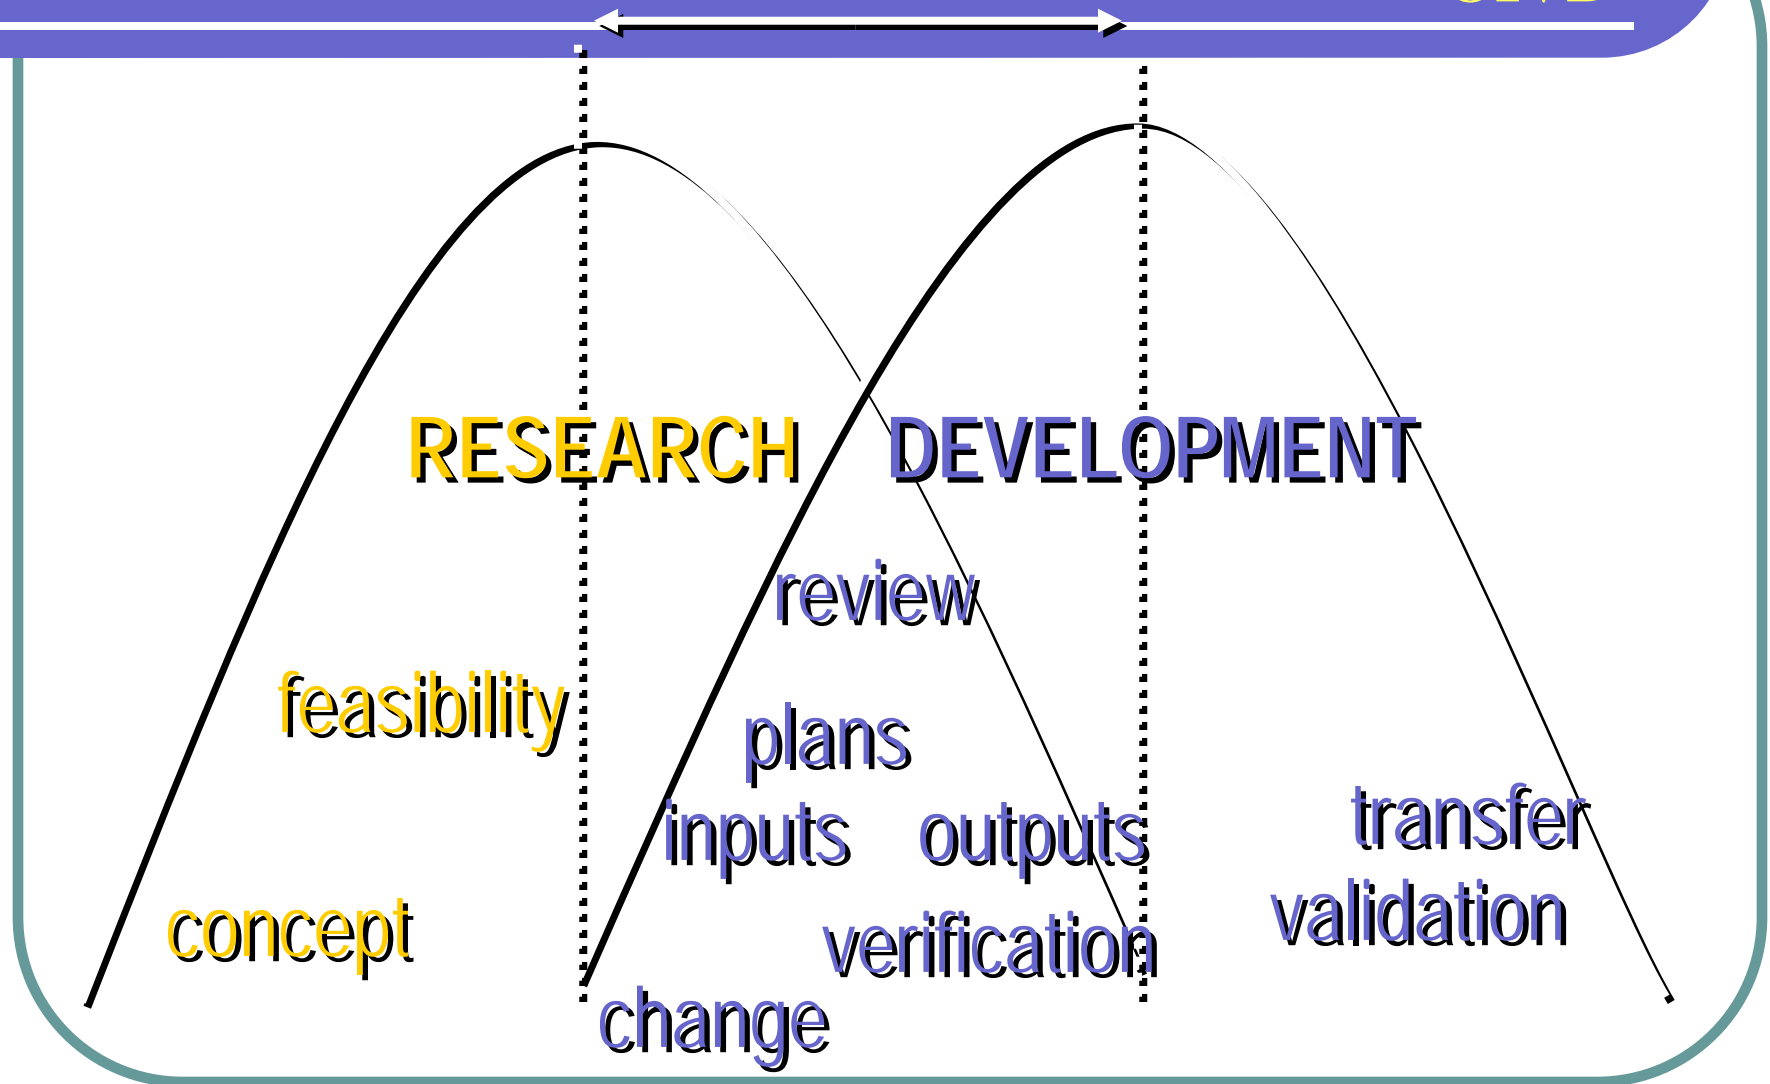 RESEARCH DEVELOPMENT
review
feasibility
plans
inputs outputs
transfer
validation
concept
verification
change